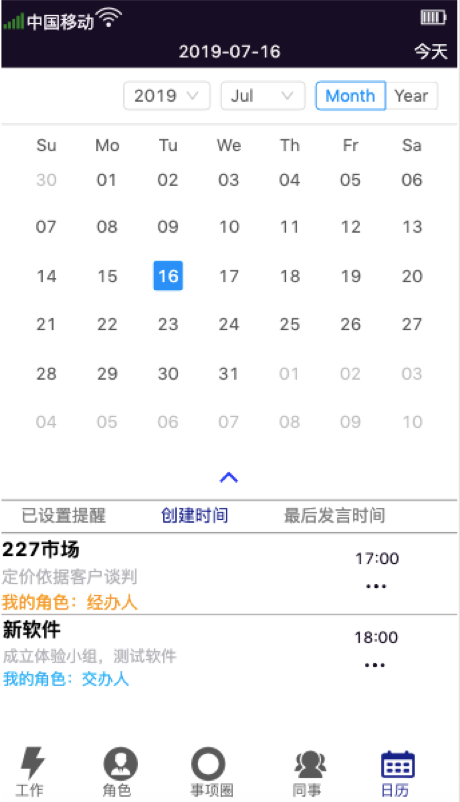 中国移动
2019-07-16 今天
2019 Jul Month Year
Su Mo Tu We Th Fr Sa
30 01 02 03 04 05 06
07 08 09 10 11 12 13
14 15 16 17 18 19 20
21 22 23 24 25 26 27
28 29 30 31 01 02 03
04 05 06 07 08 09 10
已设置提醒 创建时间 最后发言时间
227市场 17:00
定价依据客户谈判 •••
我的角色：经办人
新软件 18:00
成立体验小组，测试软件 •••
我的角色：交办人
工作 角色 事项圈 同事 日历